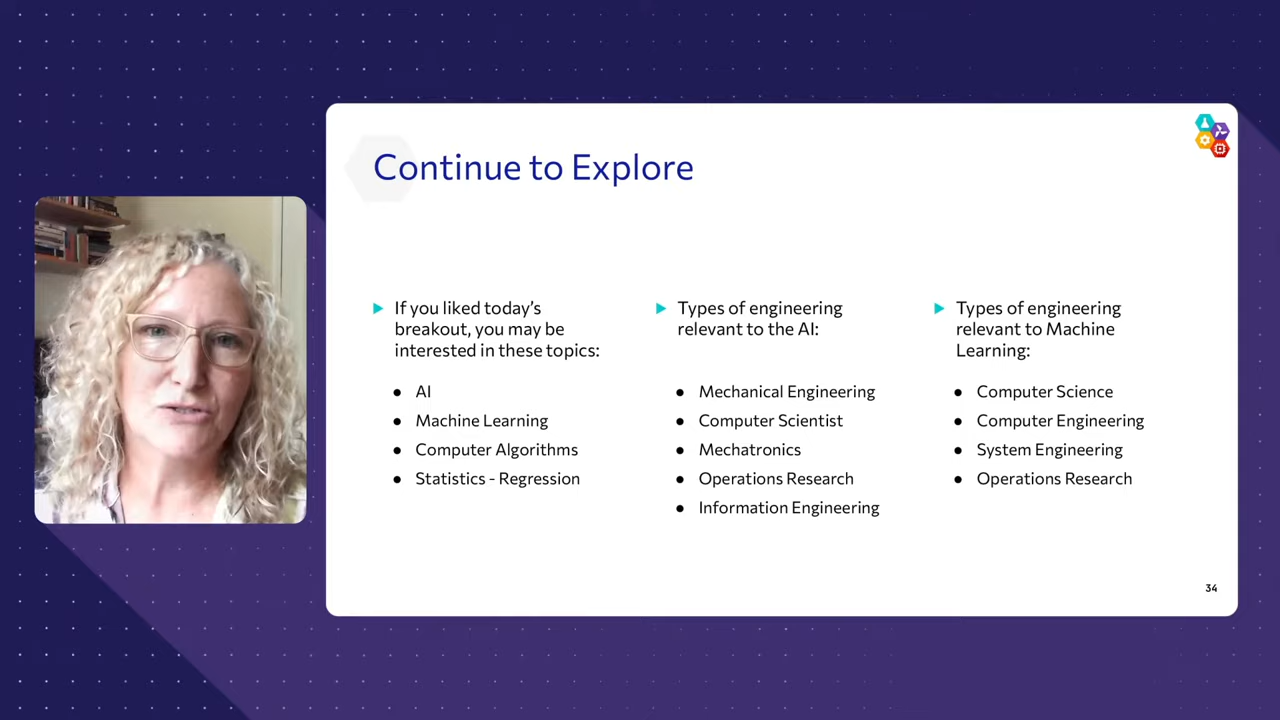 Continue to Explore
If you liked today's
breakout, you may be
interested in these topics:
● AI
● Machine Learning
● Computer Algorithms
● Statistics - Regression
Types of engineering
relevant to the AI:
● Mechanical Engineering
● Computer Scientist
● Mechatronics
● Operations Research
● Information Engineering
Types of engineering
relevant to Machine
Learning:
● Computer Science
● Computer Engineering
● System Engineering
● Operations Research
34